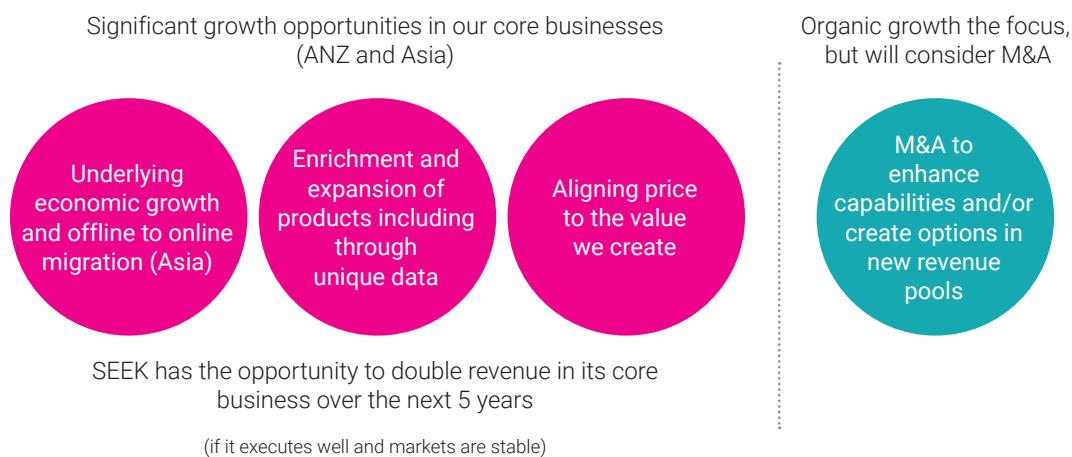 Significant growth opportunities in our core businesses
(ANZ and Asia)
Underlying
economic growth
and offline to online
migration (Asia)
Enrichment and
expansion of
products including
through
unique data
Aligning price
to the value
we create
SEEK has the opportunity to double revenue in its core
business over the next 5 years
(if it executes well and markets are stable)
Organic growth the focus,
but will consider M&A
M&A to
enhance
capabilities and/or
create options in
new revenue
pools